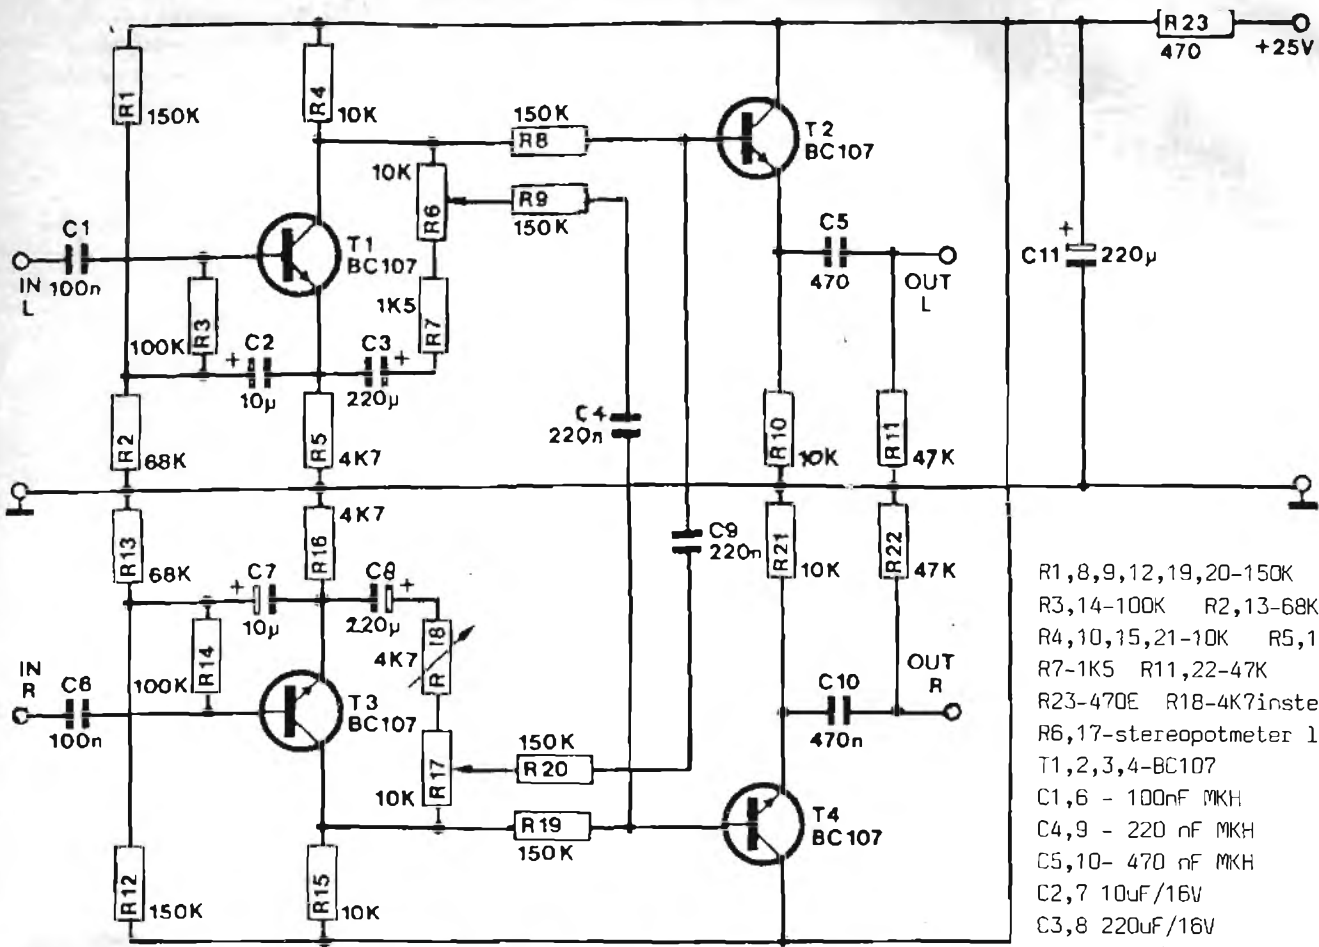 R23
470
+25V
R1
150K
R4
10K
150K
R8
T2
BC107
10K
R6
R9
150K
C1
IN
L
100n
T1
BC107
C5
470
OUT
L
C11
+
220µ
R3
100K
1K5
R7
+
C2
10µ
C3
+
220µ
R2
68K
R5
4K7
C4
220n
R10
10K
R11
47K
R13
68K
R16
4K7
C9
220n
R21
10K
R22
47K
+
C7
10µ
C8
+
220µ
R14
100K
4K7
R 18
IN
R
C6
100n
T3
BC107
R17
10K
150K
R20
R19
150K
OUT
R
C10
470n
T4
BC107
R12
150K
R15
10K
R1,8,9,12,19,20-150K
R3,14-100K R2,13-68K
R4,10,15,21-10K R5,1
R7-1K5 R11,22-47K
R23-470E R18-4K7inste
R6,17-stereopotmeter l
T1,2,3,4-BC107
C1,6 - 100nF MKH
C4,9 - 220 nF MKH
C5,10- 470 nF MKH
C2,7 10uF/16V
C3,8 220uF/16V